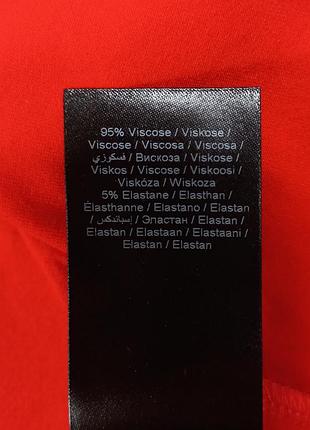 95% Viscose / Viskose /
Viscose / Viscosa / Viscosa /
فسكوزي / Вискоза / Viskose /
Viskos / Viscose / Viskoosi /
Viskóza / Wiskoza
5% Elastane / Elasthan /
Élasthanne / Elastano / Elastan
/ إسباندكس / Эластан / Elastan /
Elastan / Elastaan / Elastaani /
Elastan / Elastan